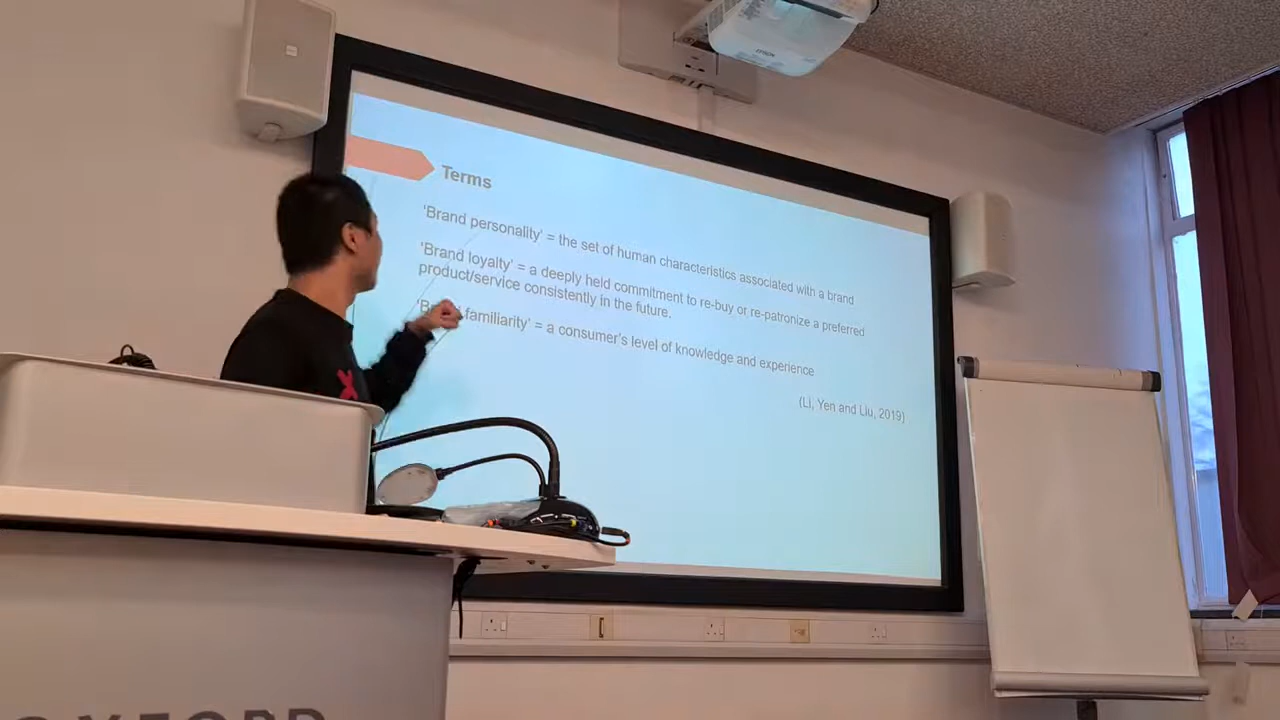 Terms
‘Brand personality’ = the set of human characteristics associated with a brand
‘Brand loyalty’ = a deeply held commitment to re-buy or re-patronize a preferred
product/service consistently in the future.
familiarity’ = a consumer’s level of knowledge and experience
(Li, Yen and Liu, 2019)
EPSON
OXFORD